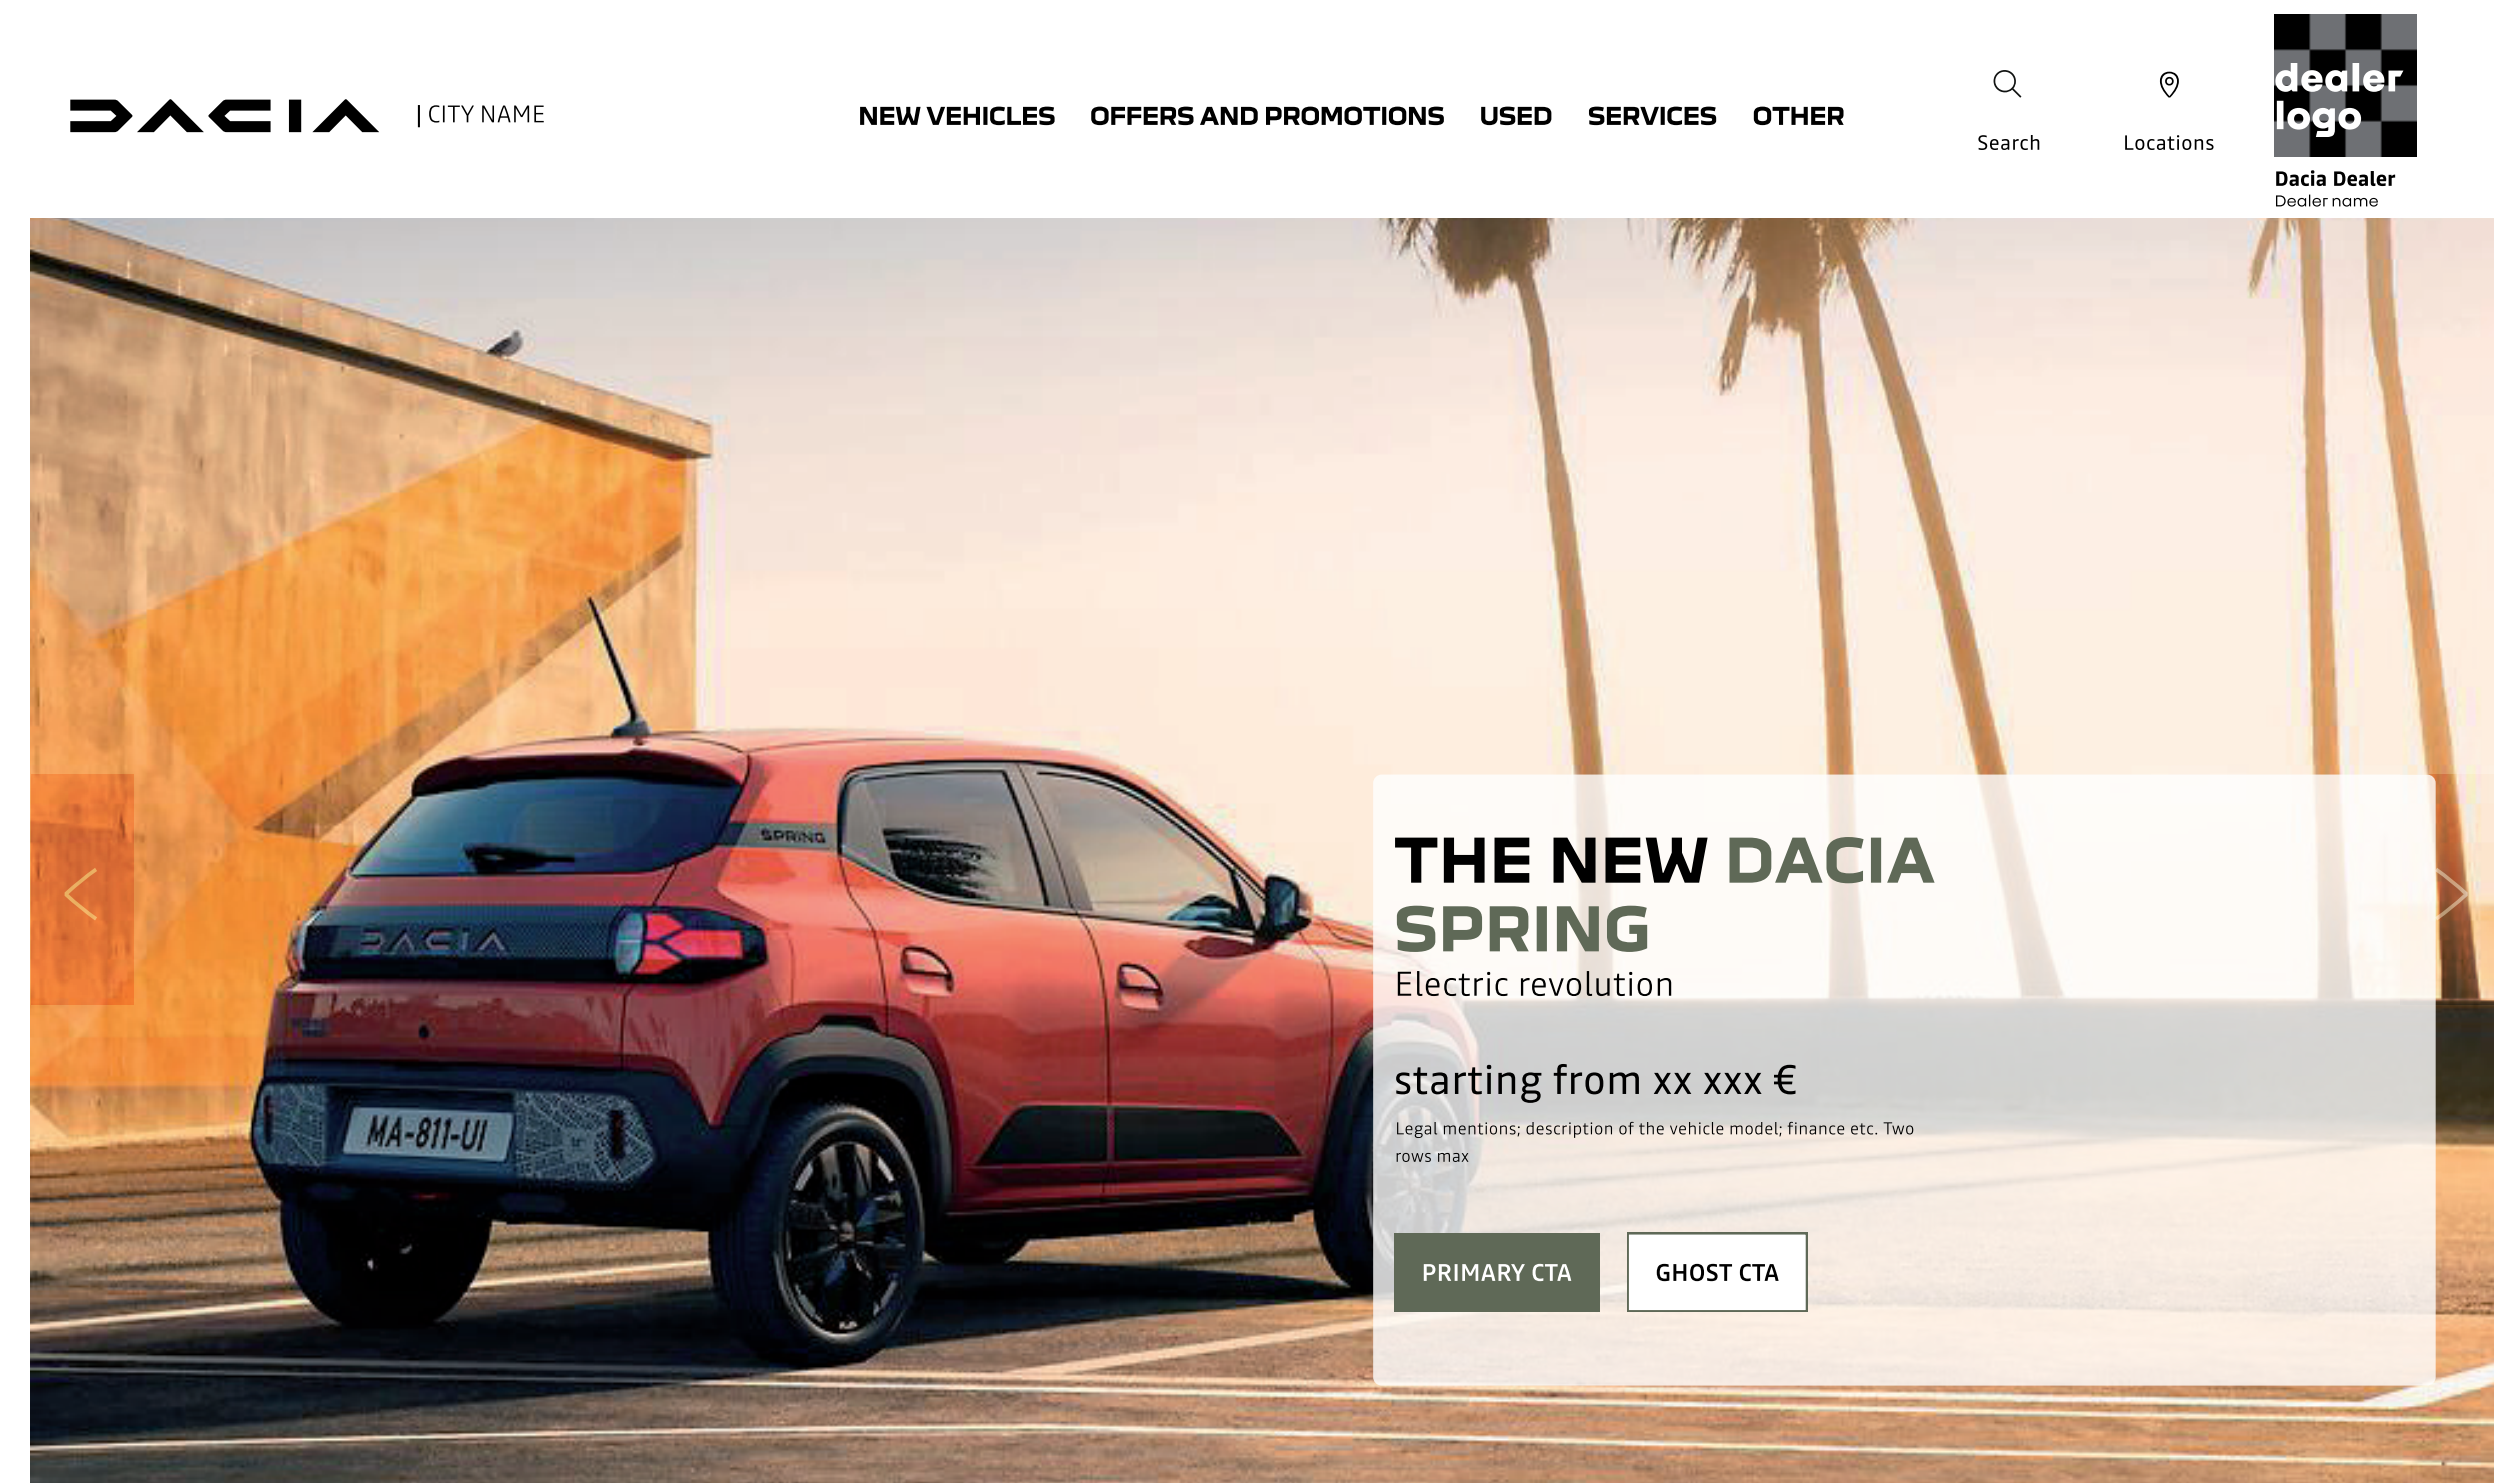 DACIA
| CITY NAME
NEW VEHICLES
OFFERS AND PROMOTIONS
USED
SERVICES
OTHER
Search
Locations
dealer
logo
Dacia Dealer
Dealer name
SPRING
DACIA
MA-811-UI
THE NEW DACIA
SPRING
Electric revolution
starting from xx xxx €
Legal mentions; description of the vehicle model; finance etc. Two
rows max
PRIMARY CTA
GHOST CTA